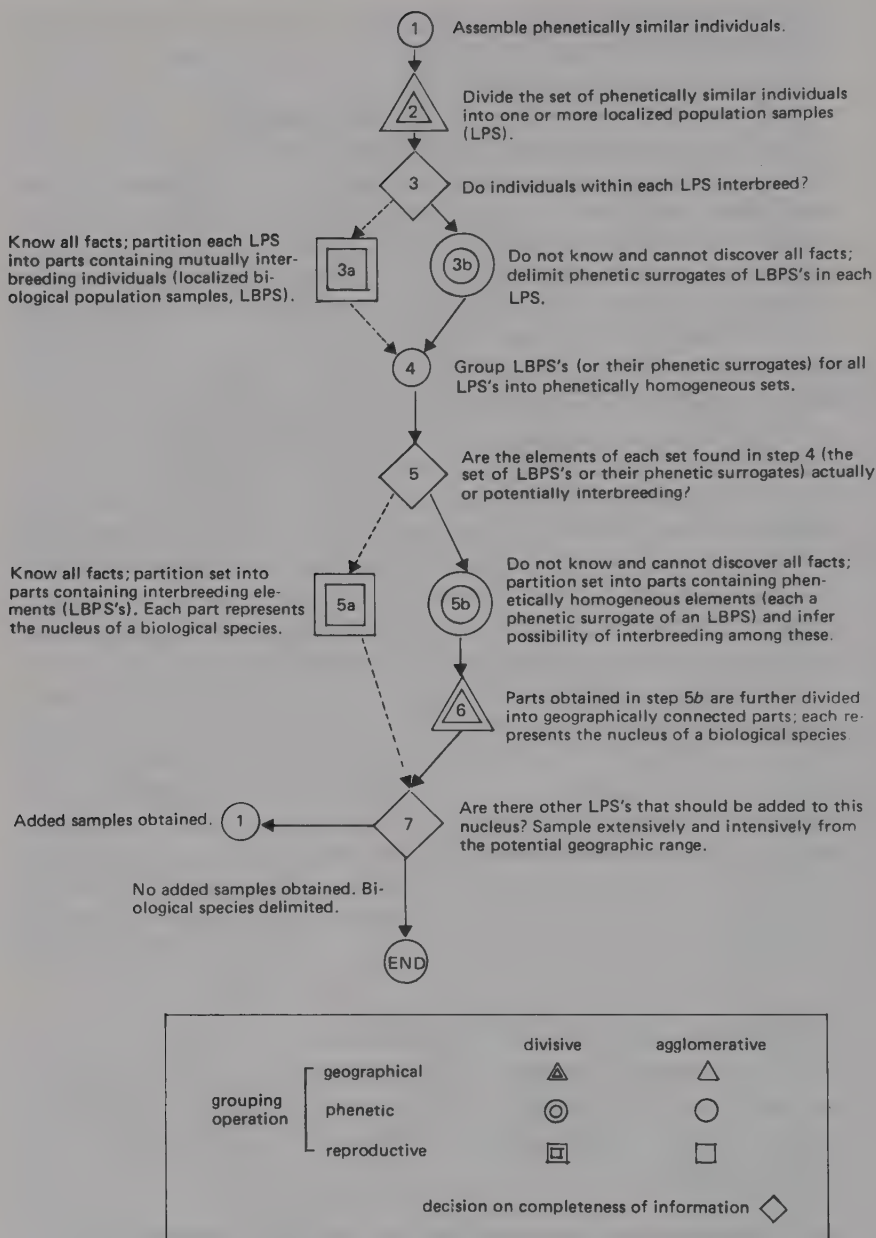 1
Assemble phenetically similar individuals.
2
Divide the set of phenetically similar individuals
into one or more localized population samples
(LPS).
3
Do individuals within each LPS interbreed?
Know all facts; partition each LPS
into parts containing mutually inter-
breeding individuals (localized bi-
ological population samples, LBPS).
3a
3b
Do not know and cannot discover all facts;
delimit phenetic surrogates of LBPS's in each
LPS.
4
Group LBPS's (or their phenetic surrogates) for all
LPS's into phenetically homogeneous sets.
5
Are the elements of each set found in step 4 (the
set of LBPS's or their phenetic surrogates) actually
or potentially interbreeding?
Know all facts; partition set into
parts containing interbreeding ele-
ments (LBPS's). Each part represents
the nucleus of a biological species.
5a
5b
Do not know and cannot discover all facts;
partition set into parts containing phen-
etically homogeneous elements (each a
phenetic surrogate of an LBPS) and infer
possibility of interbreeding among these.
6
Parts obtained in step 5b are further divided
into geographically connected parts; each re-
presents the nucleus of a biological species
Added samples obtained.
1
7
Are there other LPS's that should be added to this
nucleus? Sample extensively and intensively from
the potential geographic range.
No added samples obtained. Bi-
ological species delimited.
END
divisive agglomerative
grouping
operation
geographical
phenetic
reproductive
decision on completeness of information